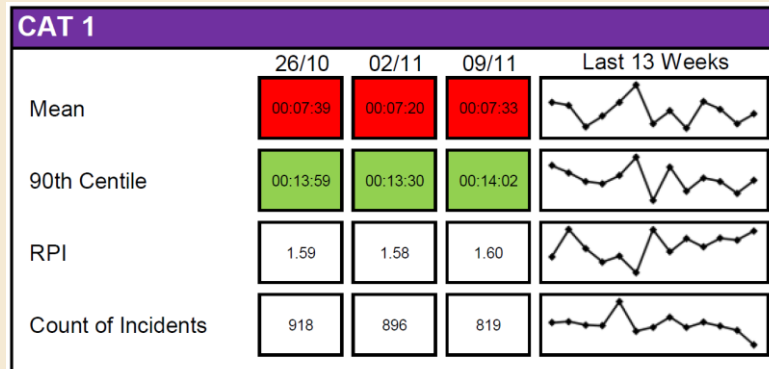 CAT 1
26/10 02/11 09/11 Last 13 Weeks
Mean 00:07:39 00:07:20 00:07:33
90th Centile 00:13:59 00:13:30 00:14:02
RPI 1.59 1.58 1.60
Count of Incidents 918 896 819